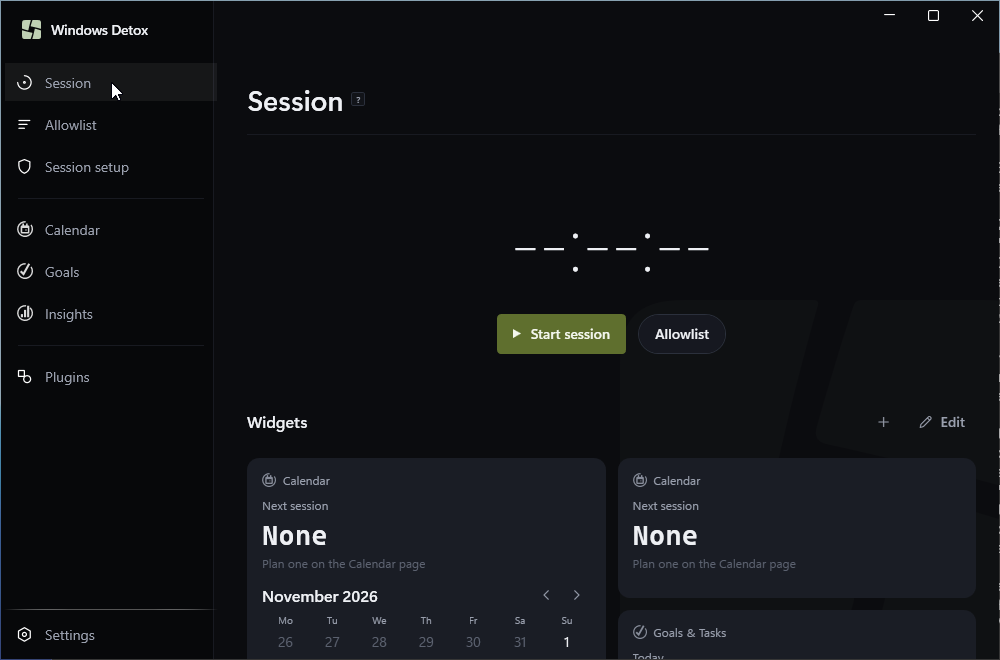 Windows Detox
Session
Allowlist
Session setup
Calendar
Goals
Insights
Plugins
Settings
Session ?
– – : – – : – –
Start session
Allowlist
Widgets
+ Edit
Calendar
Next session
None
Plan one on the Calendar page
November 2026
Mo Tu We Th Fr Sa Su
26 27 28 29 30 31 1
Calendar
Next session
None
Plan one on the Calendar page
Goals & Tasks
Today